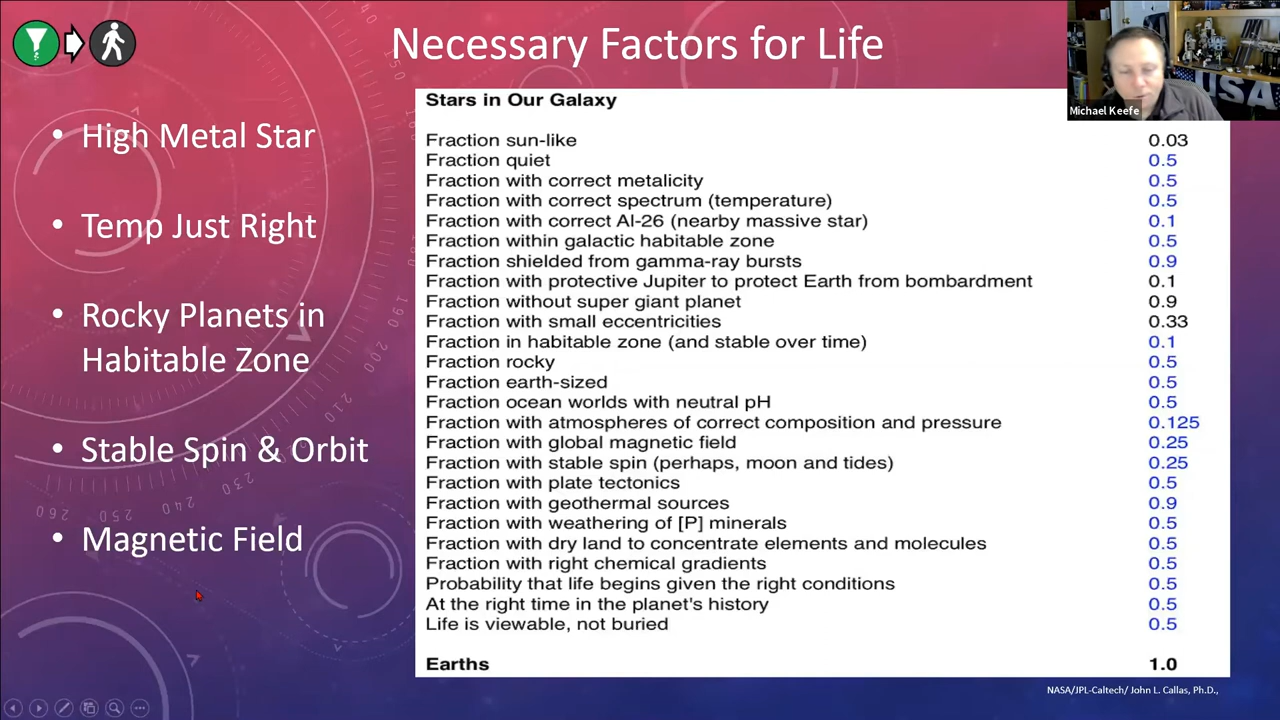 Necessary Factors for Life
• High Metal Star
• Temp Just Right
• Rocky Planets in
Habitable Zone
• Stable Spin & Orbit
• Magnetic Field
Stars in Our Galaxy
Fraction sun-like 0.03
Fraction quiet 0.5
Fraction with correct metalicity 0.5
Fraction with correct spectrum (temperature) 0.5
Fraction with correct Al-26 (nearby massive star) 0.1
Fraction within galactic habitable zone 0.5
Fraction shielded from gamma-ray bursts 0.9
Fraction with protective Jupiter to protect Earth from bombardment 0.1
Fraction without super giant planet 0.9
Fraction with small eccentricities 0.33
Fraction in habitable zone (and stable over time) 0.1
Fraction rocky 0.5
Fraction earth-sized 0.5
Fraction ocean worlds with neutral pH 0.5
Fraction with atmospheres of correct composition and pressure 0.125
Fraction with global magnetic field 0.25
Fraction with stable spin (perhaps, moon and tides) 0.25
Fraction with plate tectonics 0.5
Fraction with geothermal sources 0.9
Fraction with weathering of [P] minerals 0.5
Fraction with dry land to concentrate elements and molecules 0.5
Fraction with right chemical gradients 0.5
Probability that life begins given the right conditions 0.5
At the right time in the planet's history 0.5
Life is viewable, not buried 0.5
Earths 1.0
NASA/JPL-Caltech/ John L. Callas, Ph.D.,
Michael Keefe
USA
190
200
210
230
240
250
260